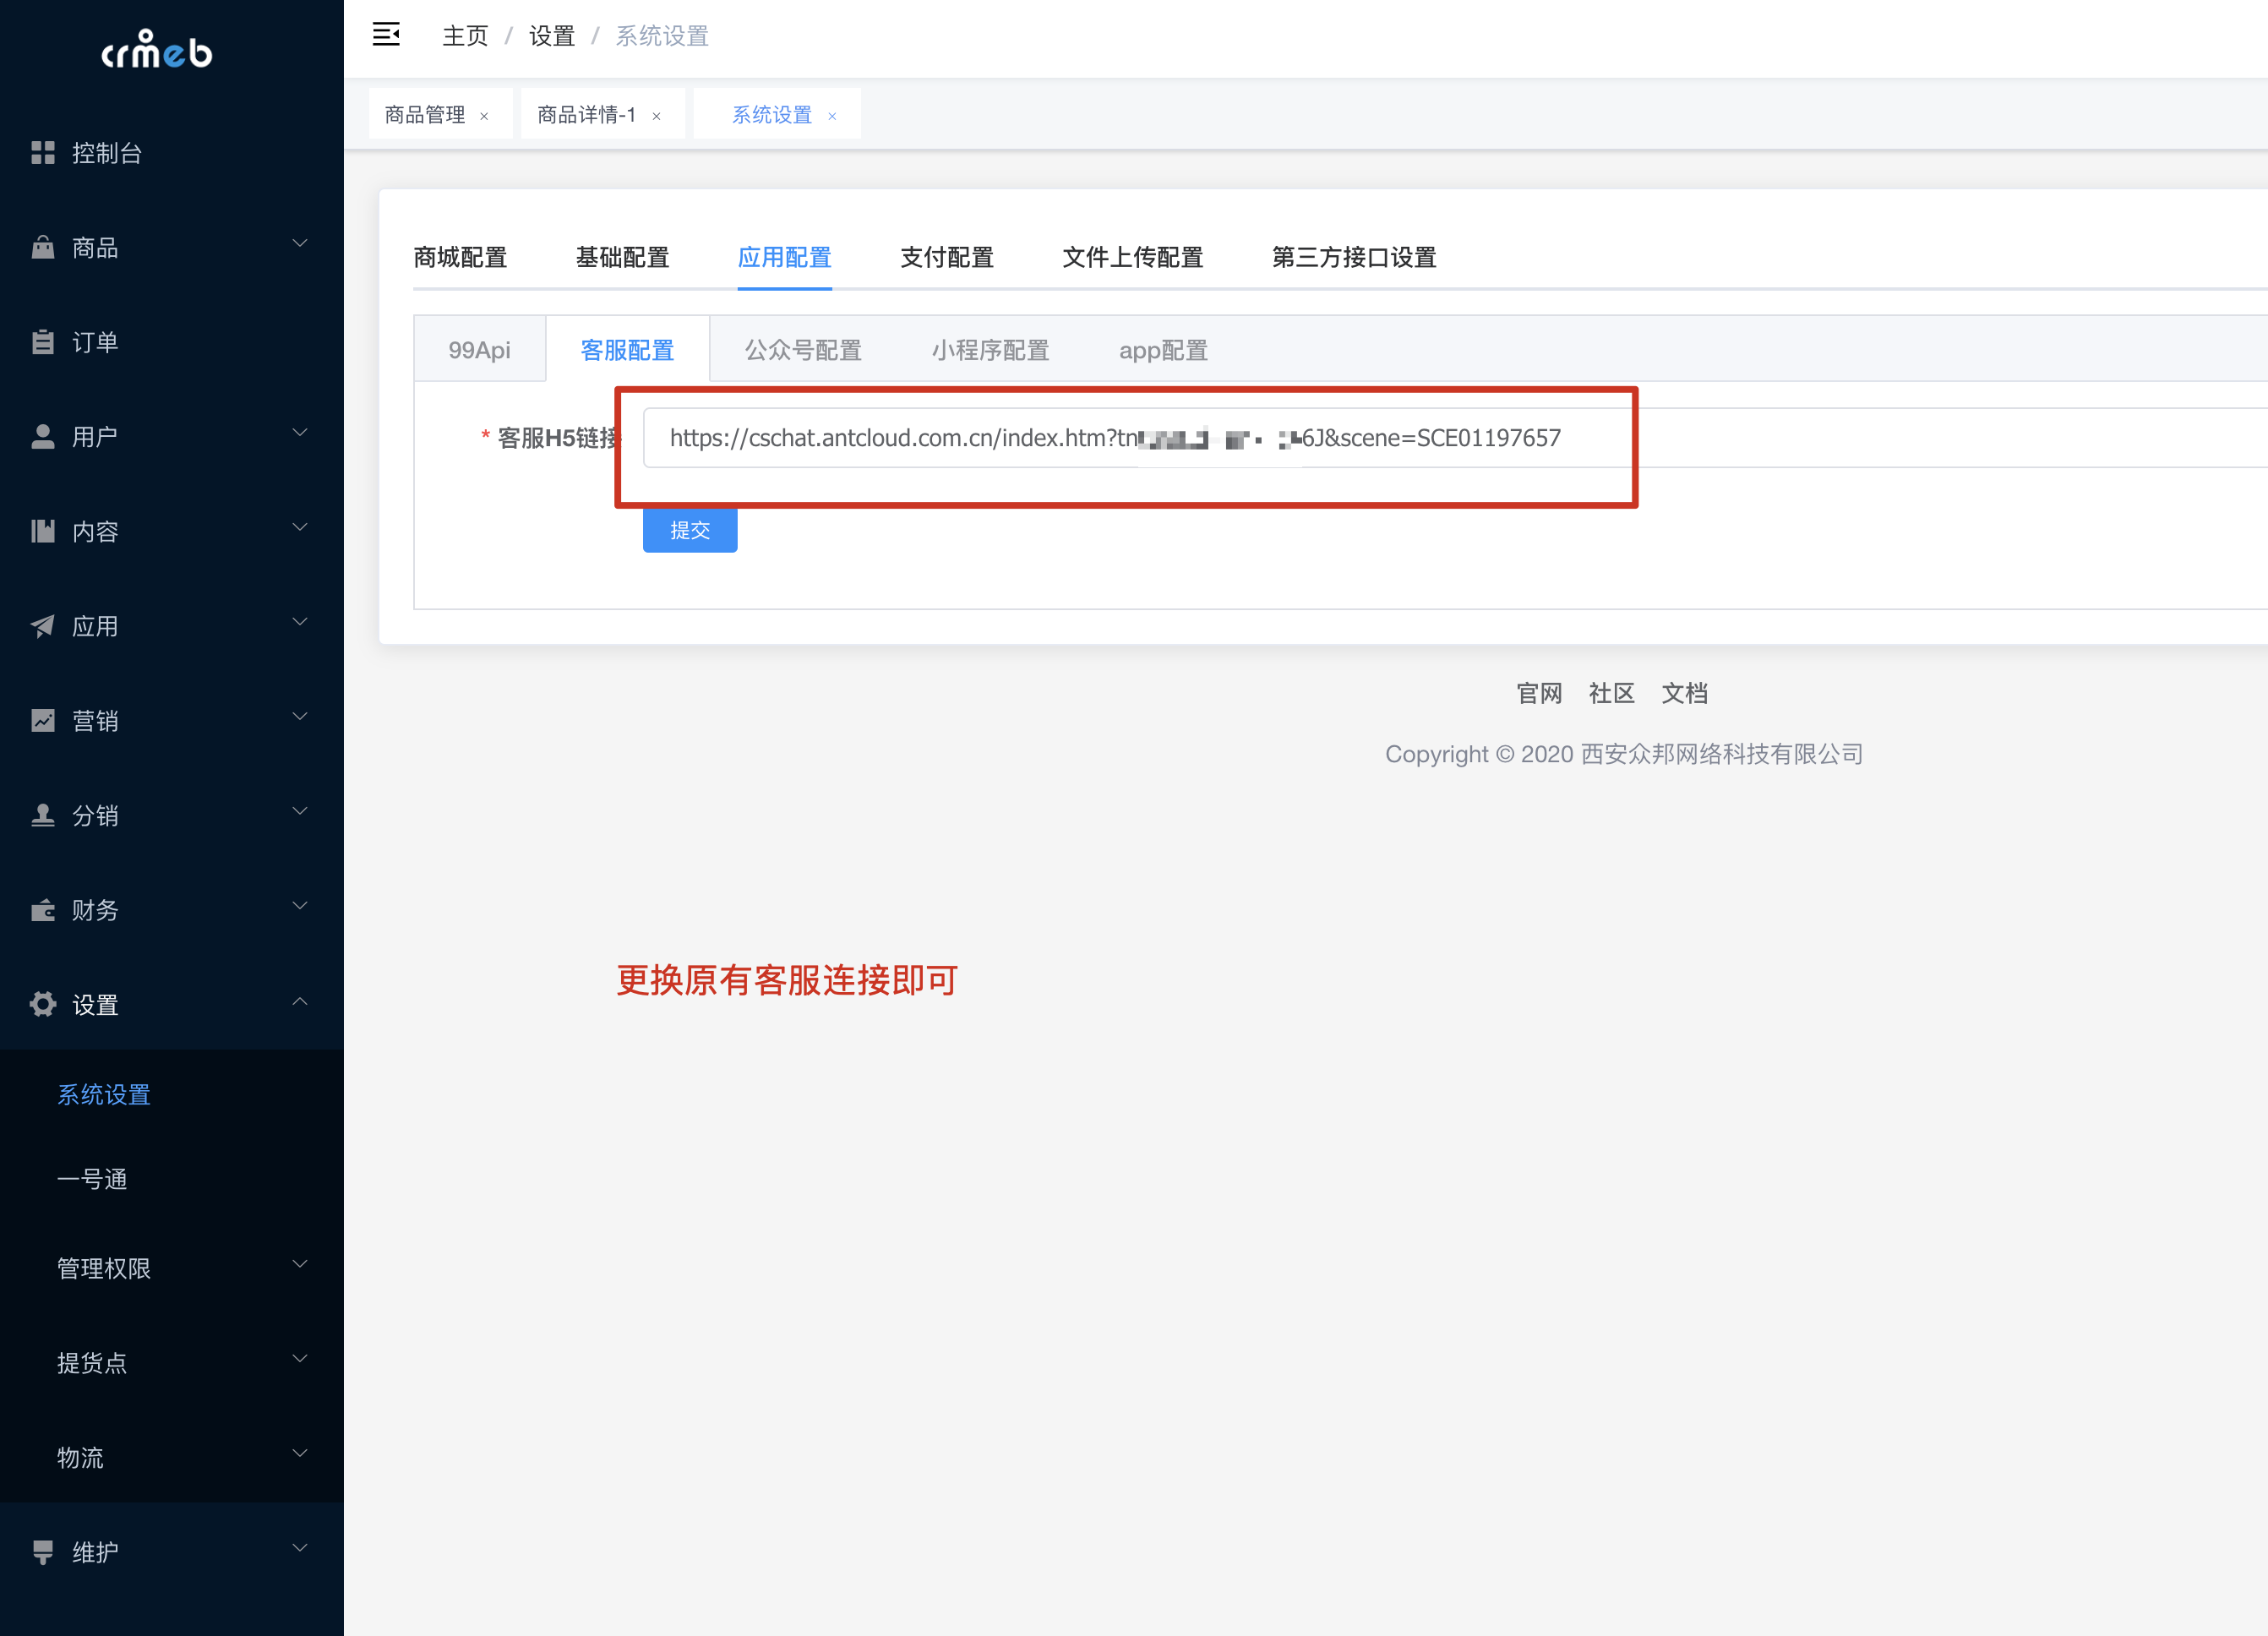 crmeb
主页 / 设置 / 系统设置
商品管理 × 商品详情-1 × 系统设置 ×
控制台
商品
订单
用户
内容
应用
营销
分销
财务
设置
系统设置
一号通
管理权限
提货点
物流
维护
商城配置 基础配置 应用配置 支付配置 文件上传配置 第三方接口设置
99Api 客服配置 公众号配置 小程序配置 app配置
* 客服H5链接 https://cschat.antcloud.com.cn/index.htm?tn 6J&scene=SCE01197657
提交
官网 社区 文档
Copyright © 2020 西安众邦网络科技有限公司
更换原有客服连接即可